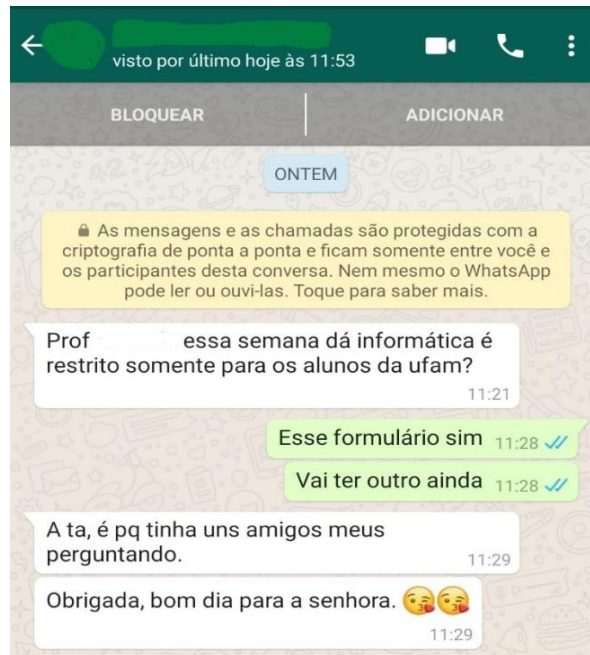 visto por último hoje às 11:53
BLOQUEAR
ADICIONAR
ONTEM
As mensagens e as chamadas são protegidas com a
criptografia de ponta a ponta e ficam somente entre você e
os participantes desta conversa. Nem mesmo o WhatsApp
pode ler ou ouvi-las. Toque para saber mais.
Prof essa semana dá informática é
restrito somente para os alunos da ufam?
11:21
Esse formulário sim 11:28
Vai ter outro ainda 11:28
A ta, é pq tinha uns amigos meus
perguntando. 11:29
Obrigada, bom dia para a senhora. 😘😘
11:29